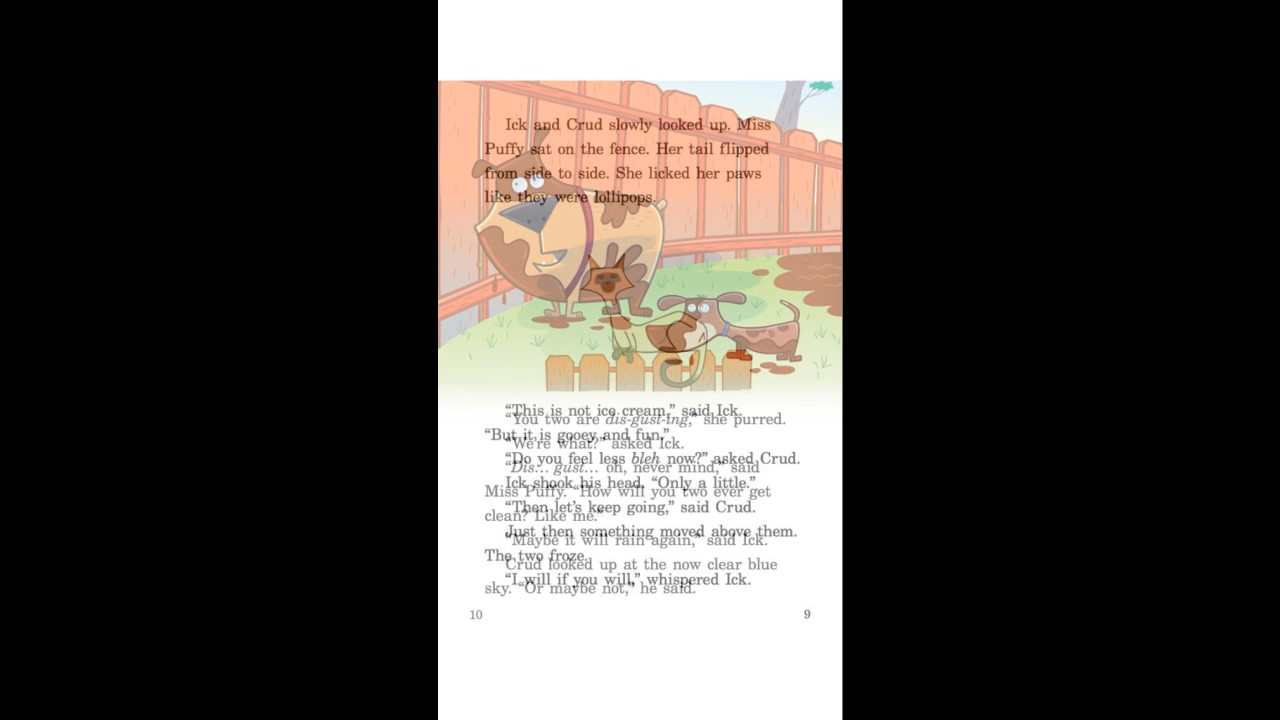 Ick and Crud slowly looked up. Miss
Puffy sat on the fence. Her tail flipped
from side to side. She licked her paws
like they were lollipops.
“This is not ice cream,” said Ick.
“You two are dis-gust-ing,” she purred.
“But it is gooey and fun.”
“We're what?” asked Ick.
“Do you feel less bleh now?” asked Crud.
“Dis... gust... oh, never mind,” said
Ick shook his head. “Only a little.”
Miss Puffy. “How will you two ever get
“Then let's keep going,” said Crud.
clean? Like me.”
Just then something moved above them.
“Maybe it will rain again,” said Ick.
The two froze.
Crud looked up at the now clear blue
“I will if you will,” whispered Ick.
sky. “Or maybe not,” he said.
10
9